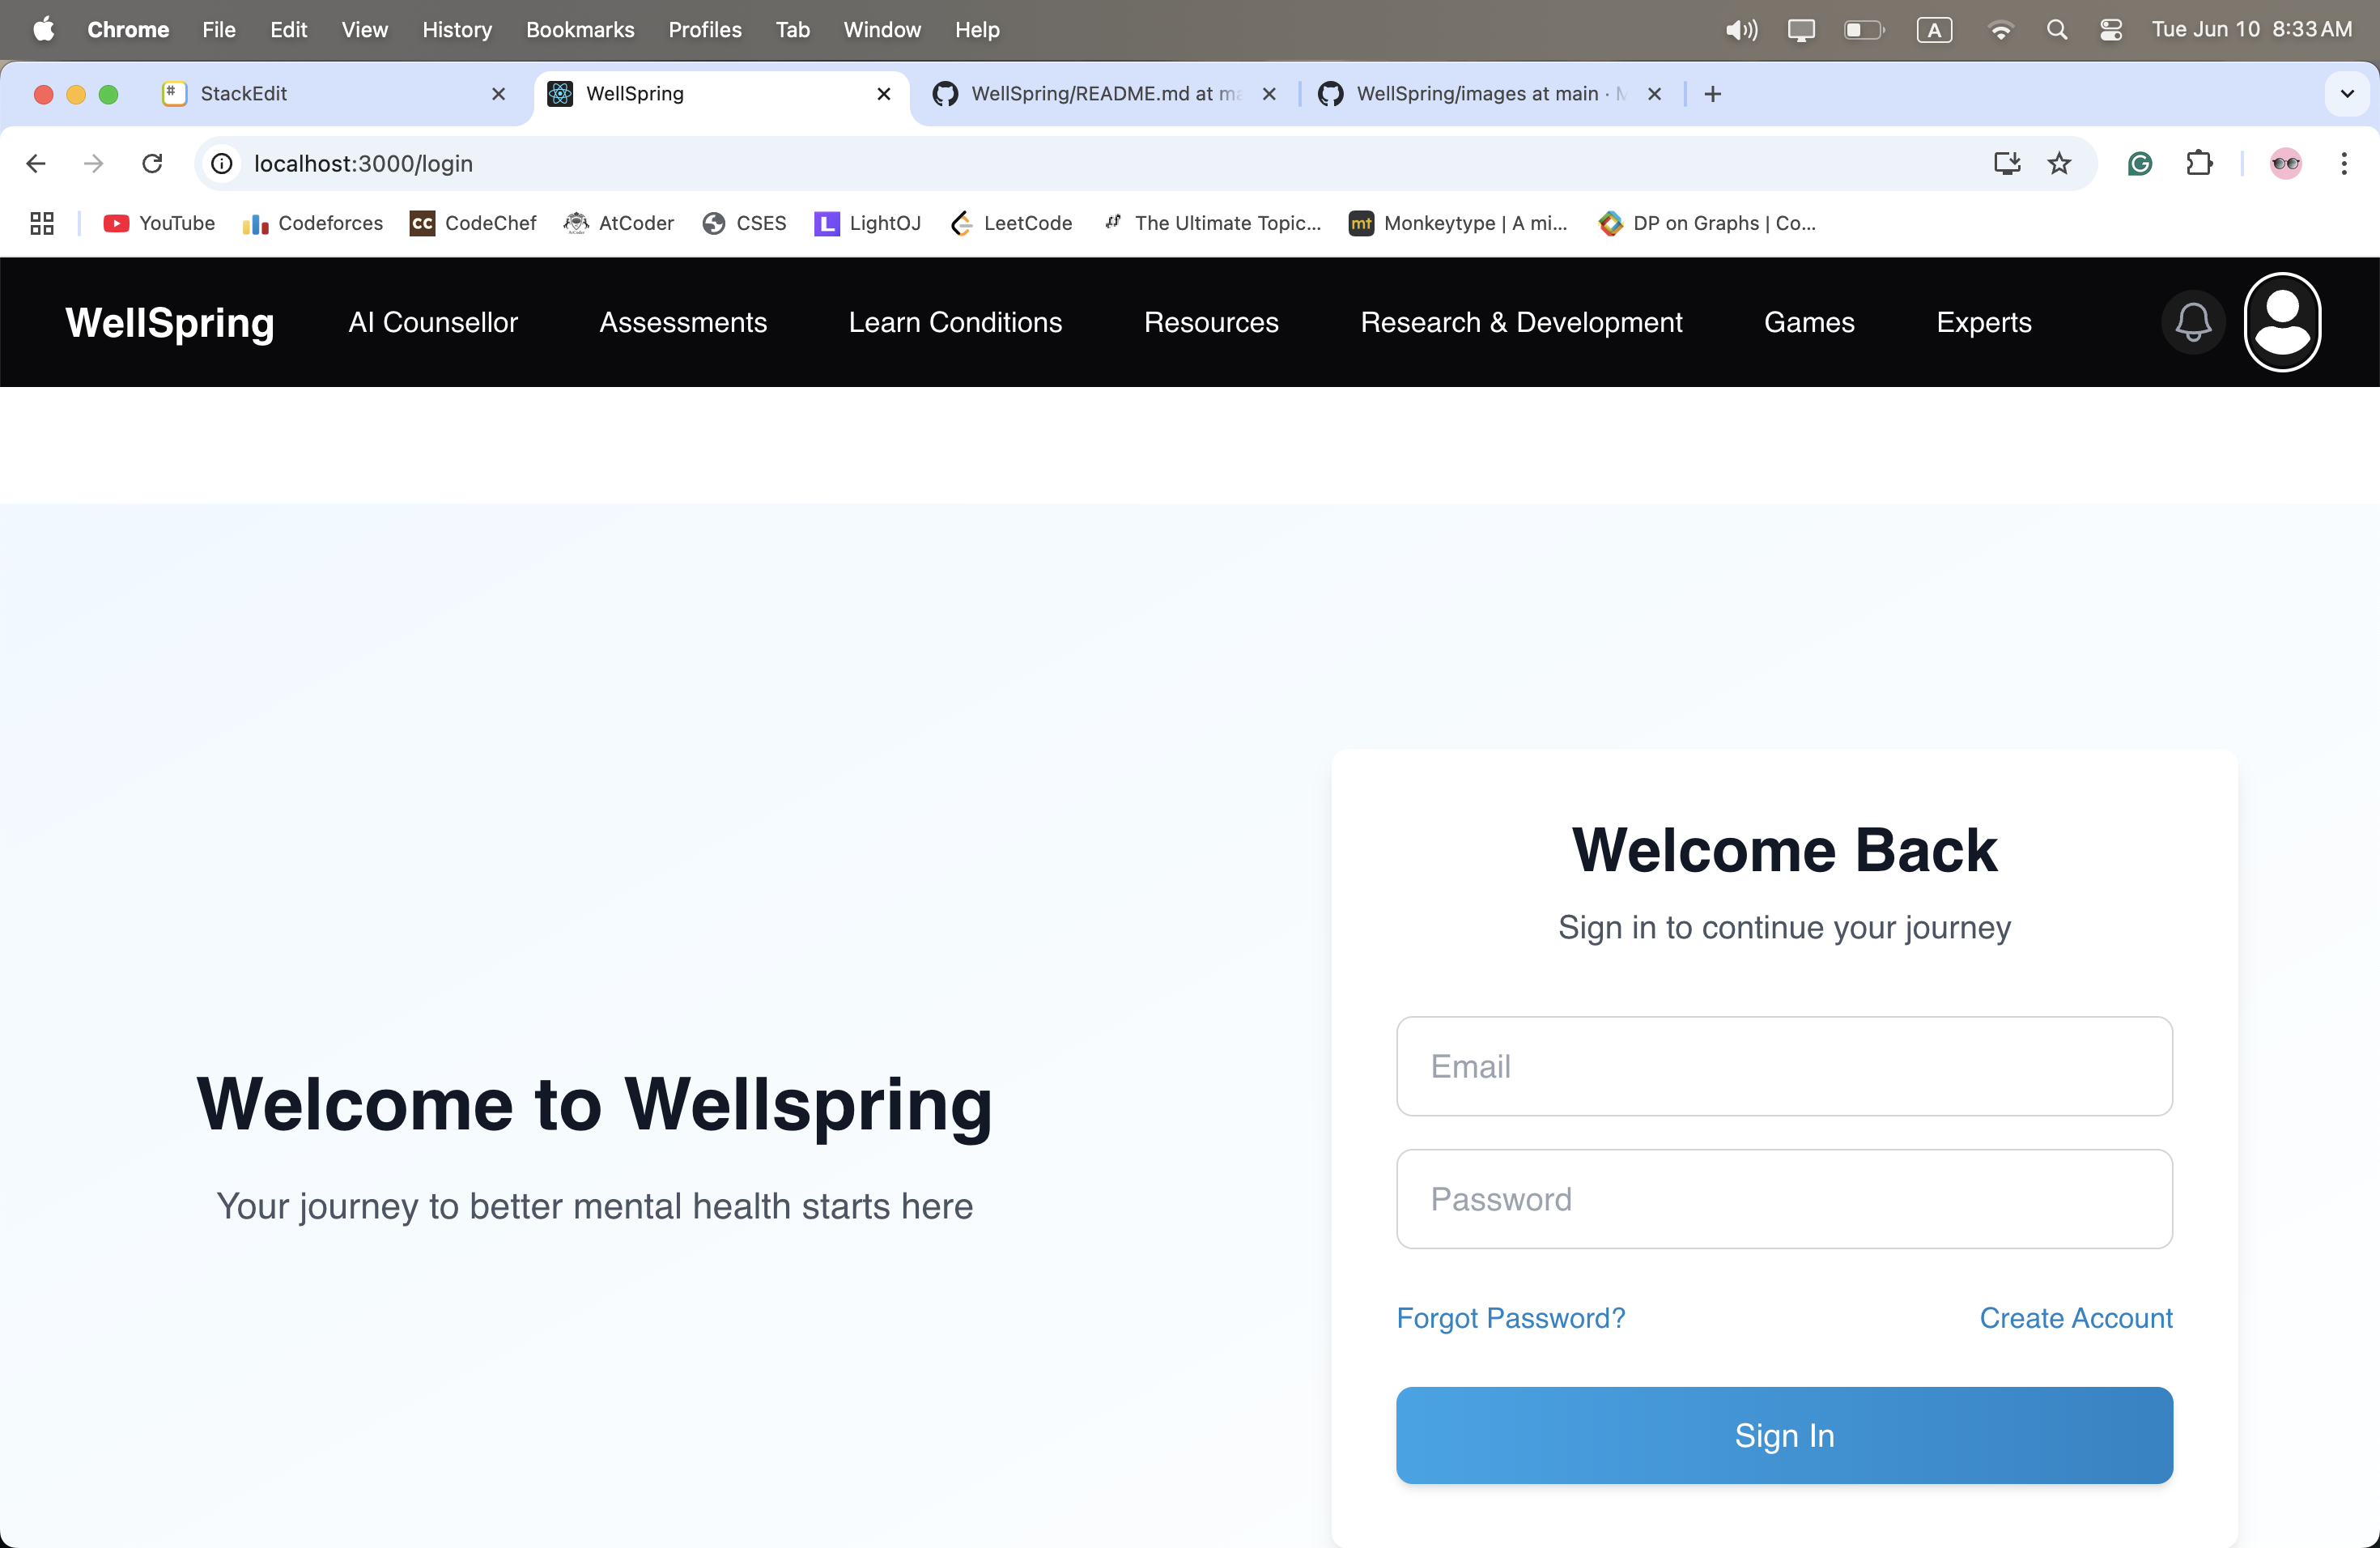 Chrome File Edit View History Bookmarks Profiles Tab Window Help A Tue Jun 10 8:33 AM
# StackEdit WellSpring WellSpring/README.md at ma WellSpring/images at main ·
localhost:3000/login
YouTube Codeforces CC CodeChef AtCoder CSES L LightOJ LeetCode The Ultimate Topic... mt Monkeytype | A mi... DP on Graphs | Co...
WellSpring AI Counsellor Assessments Learn Conditions Resources Research & Development Games Experts
Welcome Back
Sign in to continue your journey
Email
Welcome to Wellspring
Password
Your journey to better mental health starts here
Forgot Password? Create Account
Sign In